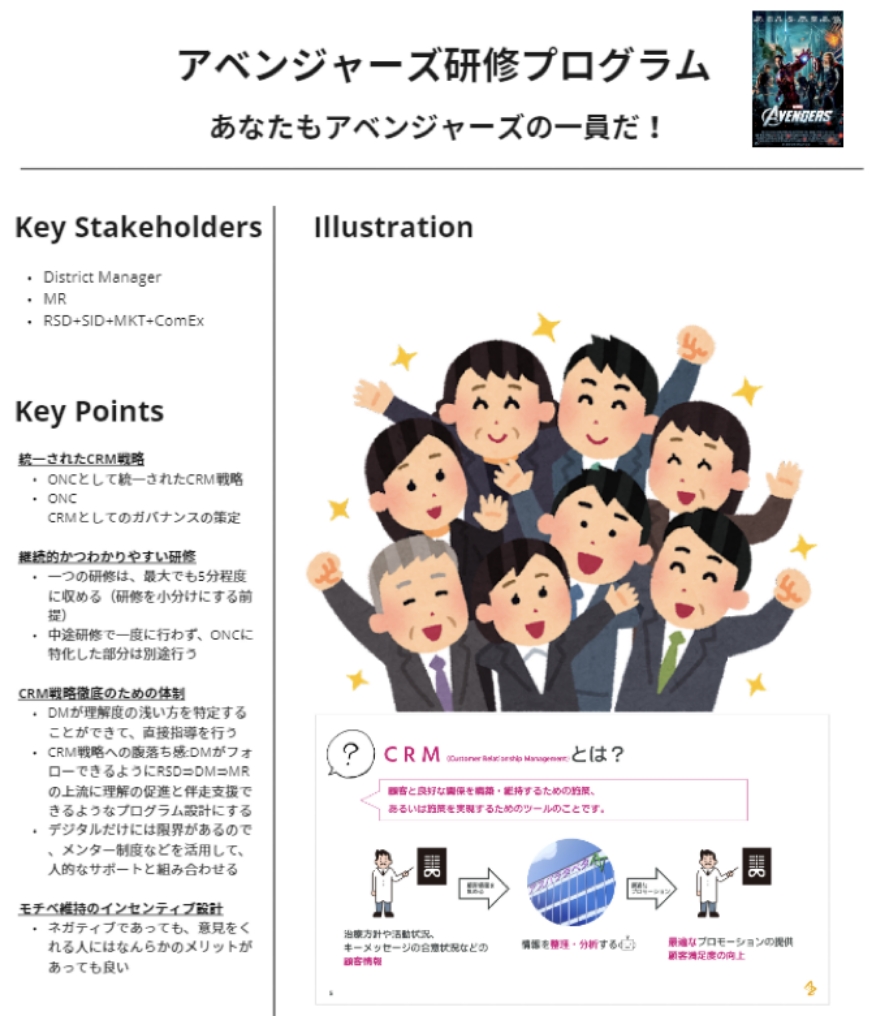 アベンジャーズ研修プログラム
あなたもアベンジャーズの一員だ！
AVENGERS
Key Stakeholders
• District Manager
• MR
• RSD+SID+MKT+ComEx
Key Points
統一されたCRM戦略
• ONCとして統一されたCRM戦略
• ONC
CRMとしてのガバナンスの策定
継続的かつわかりやすい研修
• 一つの研修は、最大でも5分程度
に収める（研修を小分けにする前
提）
• 中途研修で一度に行わず、ONCに
特化した部分は別途行う
CRM戦略徹底のための体制
• DMが理解度の浅い方を特定する
ことができて、直接指導を行う
• CRM戦略への腹落ち感:DMがフォ
ローできるようにRSD⇒DM⇒MR
の上流に理解の促進と伴走支援で
きるようなプログラム設計にする
• デジタルだけには限界があるので
、メンター制度などを活用して、
人的なサポートと組み合わせる
モチベ維持のインセンティブ設計
• ネガティブであっても、意見をく
れる人にはなんらかのメリットが
あっても良い
Illustration
?
CRM (Customer Relationship Management)とは？
顧客と良好な関係を構築・維持するための施策、
あるいは施策を実現するためのツールのことです。
最適な
プロモーション
治療方針や活動状況、
キーメッセージの合意状況などの
顧客情報
情報を整理・分析する
最適なプロモーションの提供
顧客満足度の向上